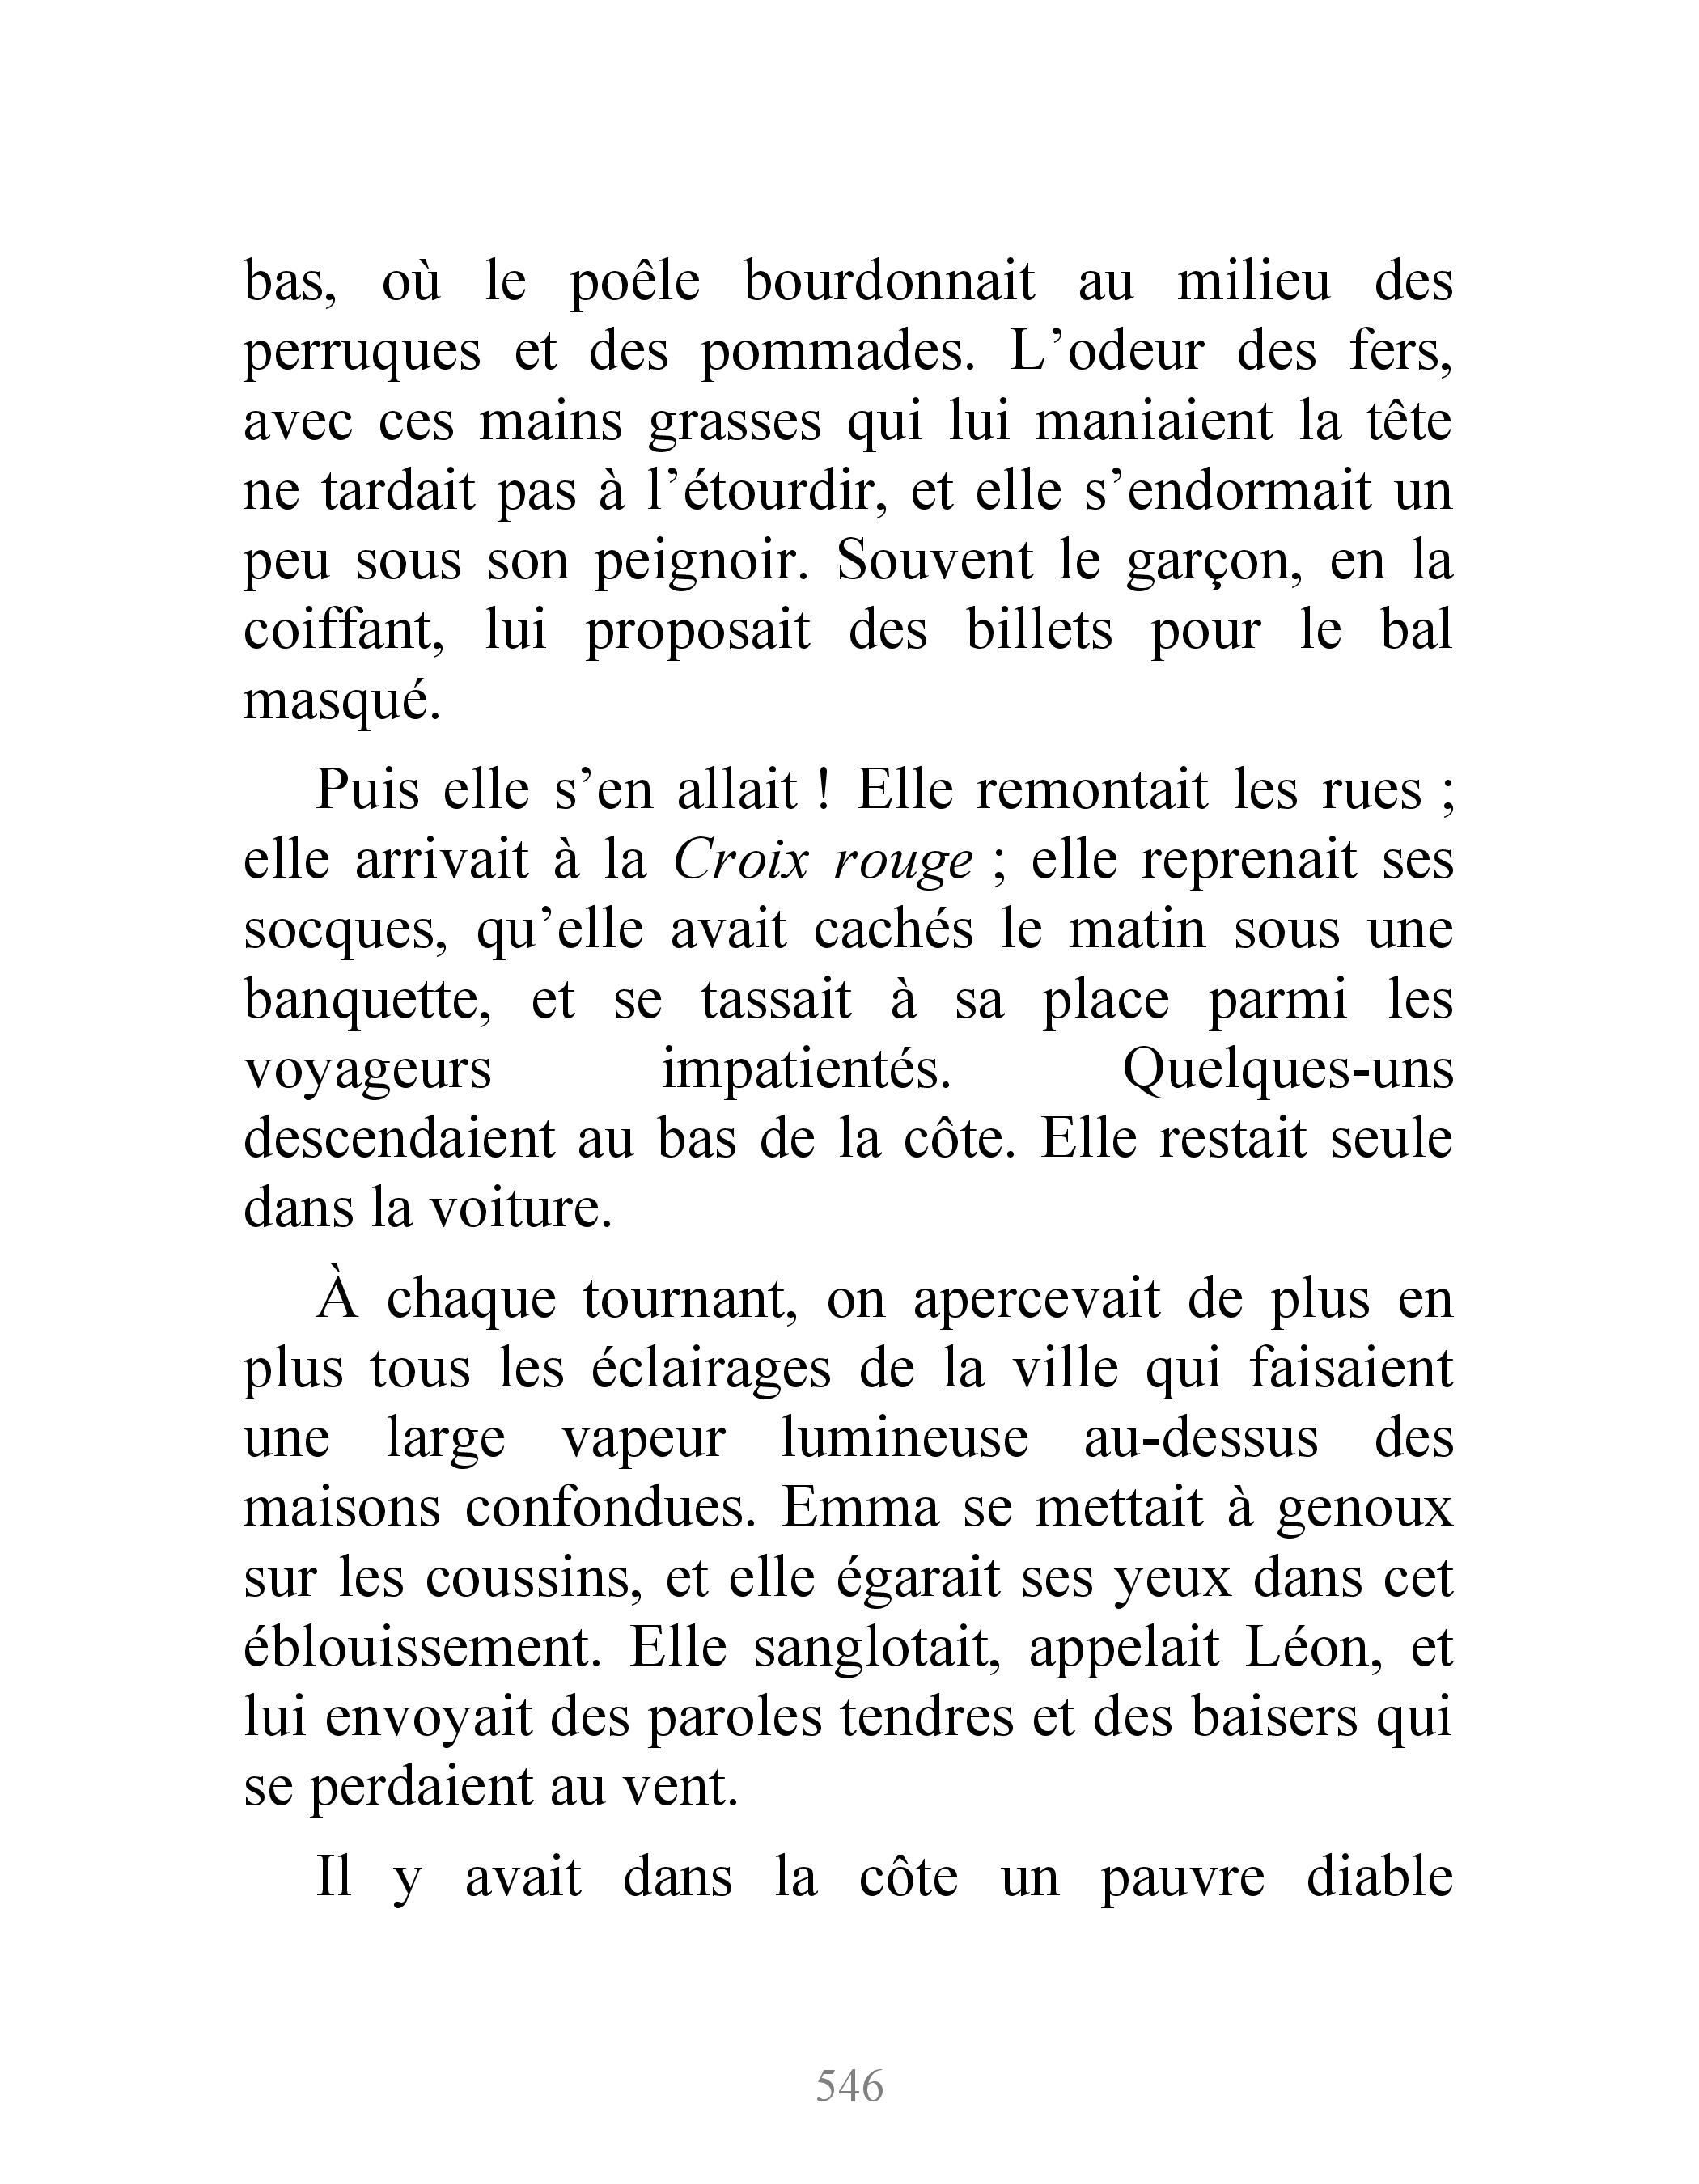 bas, où le poêle bourdonnait au milieu des
perruques et des pommades. L’odeur des fers,
avec ces mains grasses qui lui maniaient la tête
ne tardait pas à l’étourdir, et elle s’endormait un
peu sous son peignoir. Souvent le garçon, en la
coiffant, lui proposait des billets pour le bal
masqué.
Puis elle s’en allait ! Elle remontait les rues ;
elle arrivait à la Croix rouge ; elle reprenait ses
socques, qu’elle avait cachés le matin sous une
banquette, et se tassait à sa place parmi les
voyageurs impatientés. Quelques-uns
descendaient au bas de la côte. Elle restait seule
dans la voiture.
À chaque tournant, on apercevait de plus en
plus tous les éclairages de la ville qui faisaient
une large vapeur lumineuse au-dessus des
maisons confondues. Emma se mettait à genoux
sur les coussins, et elle égarait ses yeux dans cet
éblouissement. Elle sanglotait, appelait Léon, et
lui envoyait des paroles tendres et des baisers qui
se perdaient au vent.
Il y avait dans la côte un pauvre diable
546